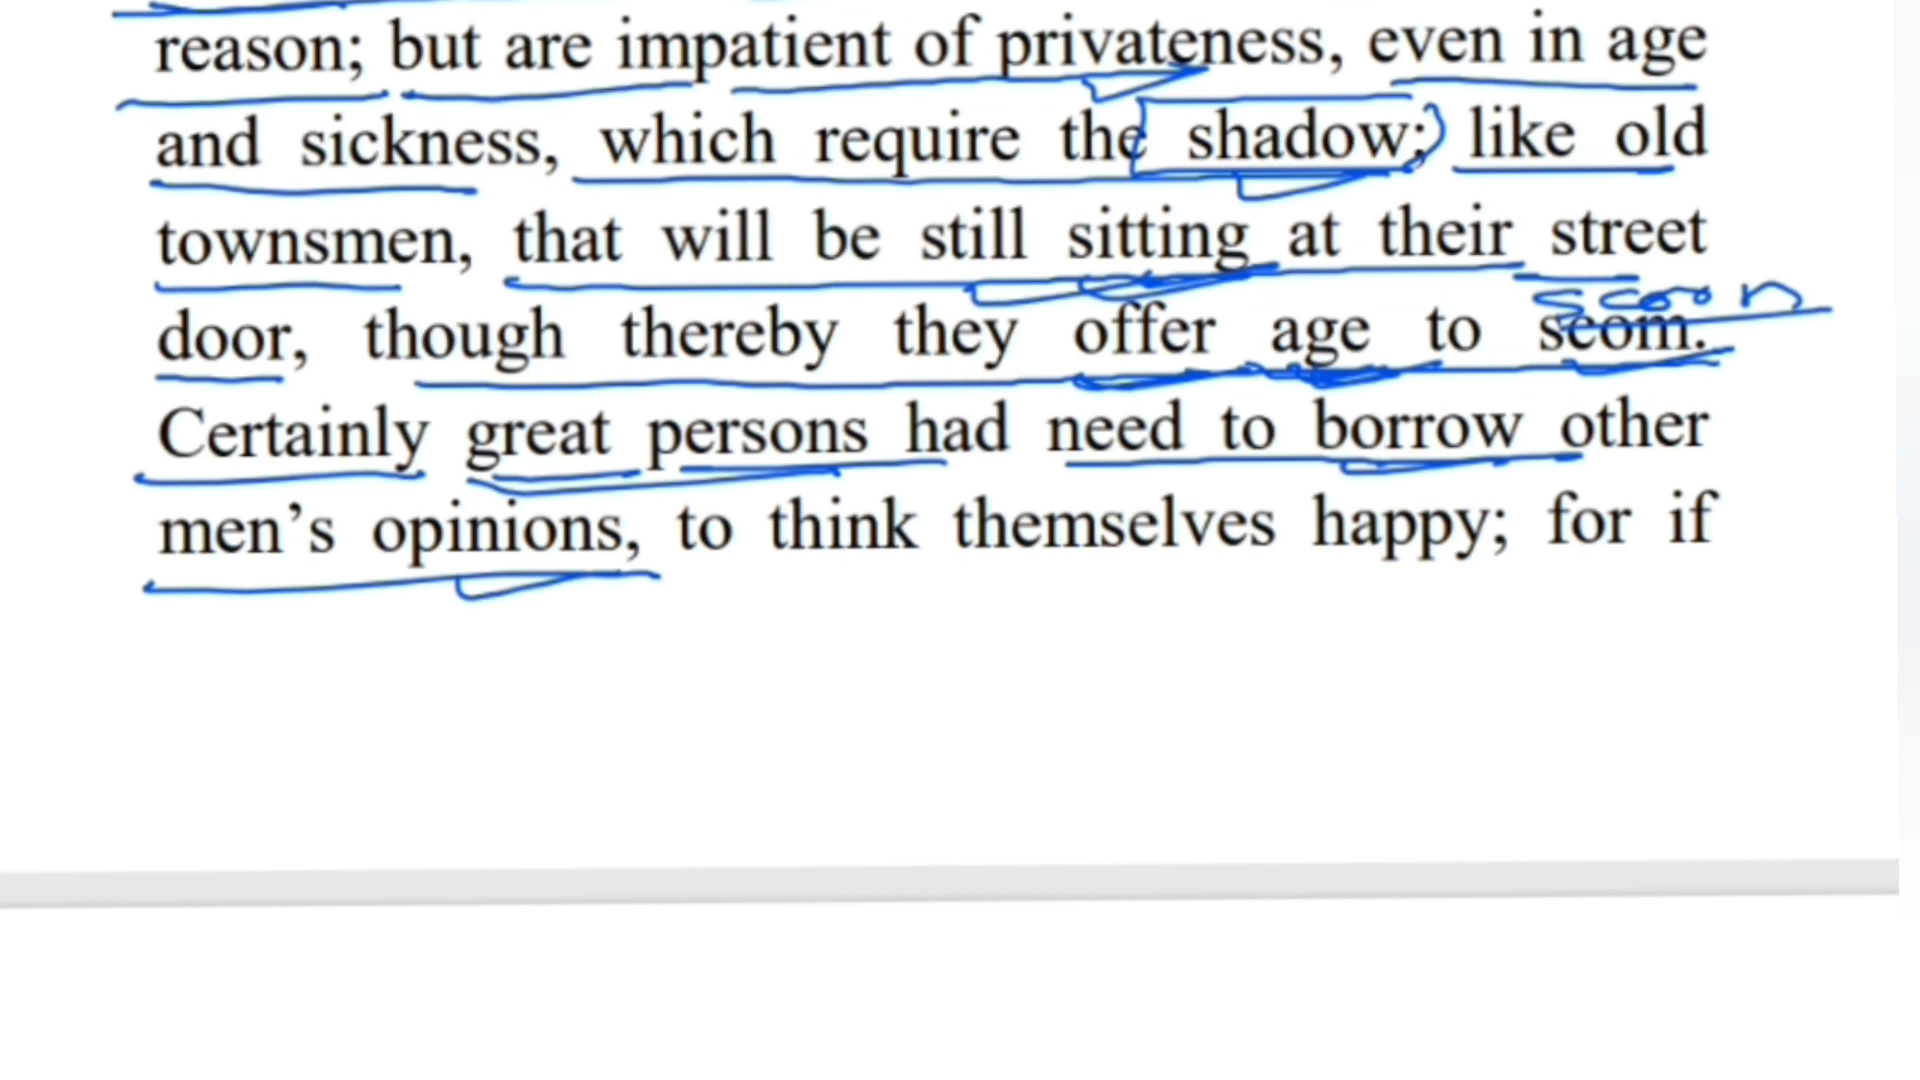 reason; but are impatient of privateness, even in age
and sickness, which require the shadow; like old
townsmen, that will be still sitting at their street
scorn
door, though thereby they offer age to scom.
Certainly great persons had need to borrow other
men’s opinions, to think themselves happy; for if